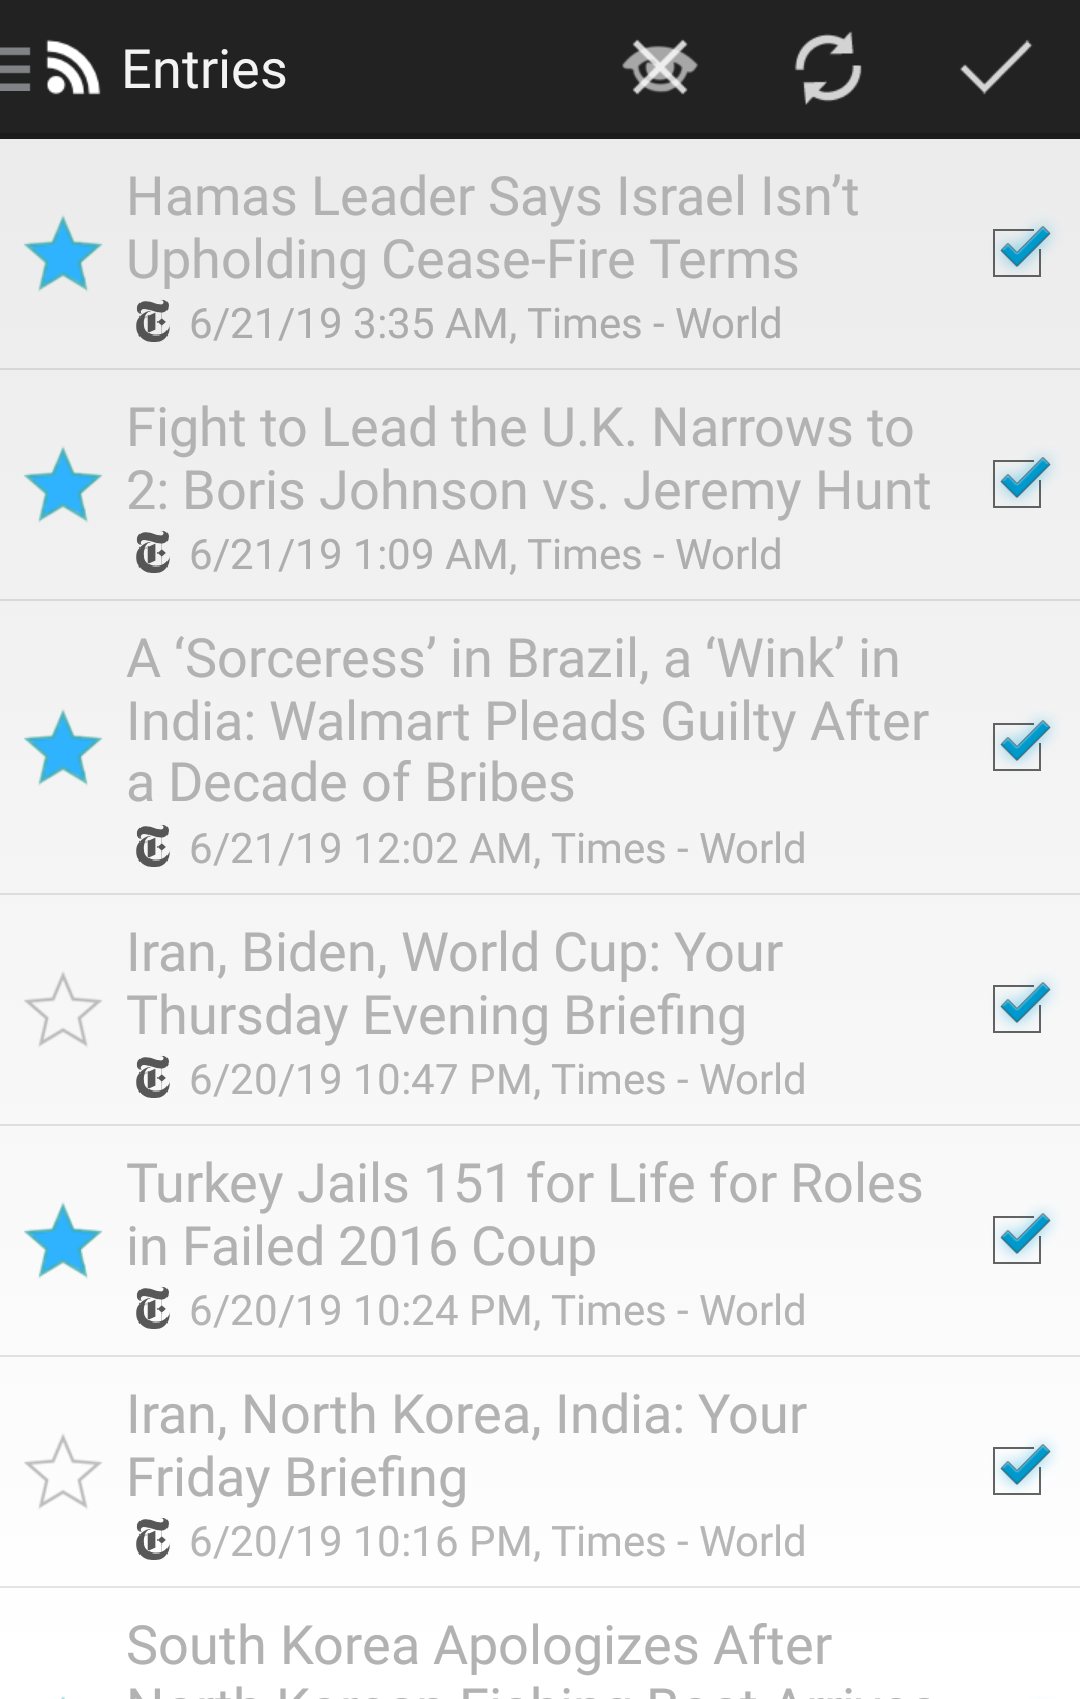 Entries
Hamas Leader Says Israel Isn’t
Upholding Cease-Fire Terms
6/21/19 3:35 AM, Times - World
Fight to Lead the U.K. Narrows to
2: Boris Johnson vs. Jeremy Hunt
6/21/19 1:09 AM, Times - World
A ‘Sorceress’ in Brazil, a ‘Wink’ in
India: Walmart Pleads Guilty After
a Decade of Bribes
6/21/19 12:02 AM, Times - World
Iran, Biden, World Cup: Your
Thursday Evening Briefing
6/20/19 10:47 PM, Times - World
Turkey Jails 151 for Life for Roles
in Failed 2016 Coup
6/20/19 10:24 PM, Times - World
Iran, North Korea, India: Your
Friday Briefing
6/20/19 10:16 PM, Times - World
South Korea Apologizes After
North Korean Fishing Boat Arrives